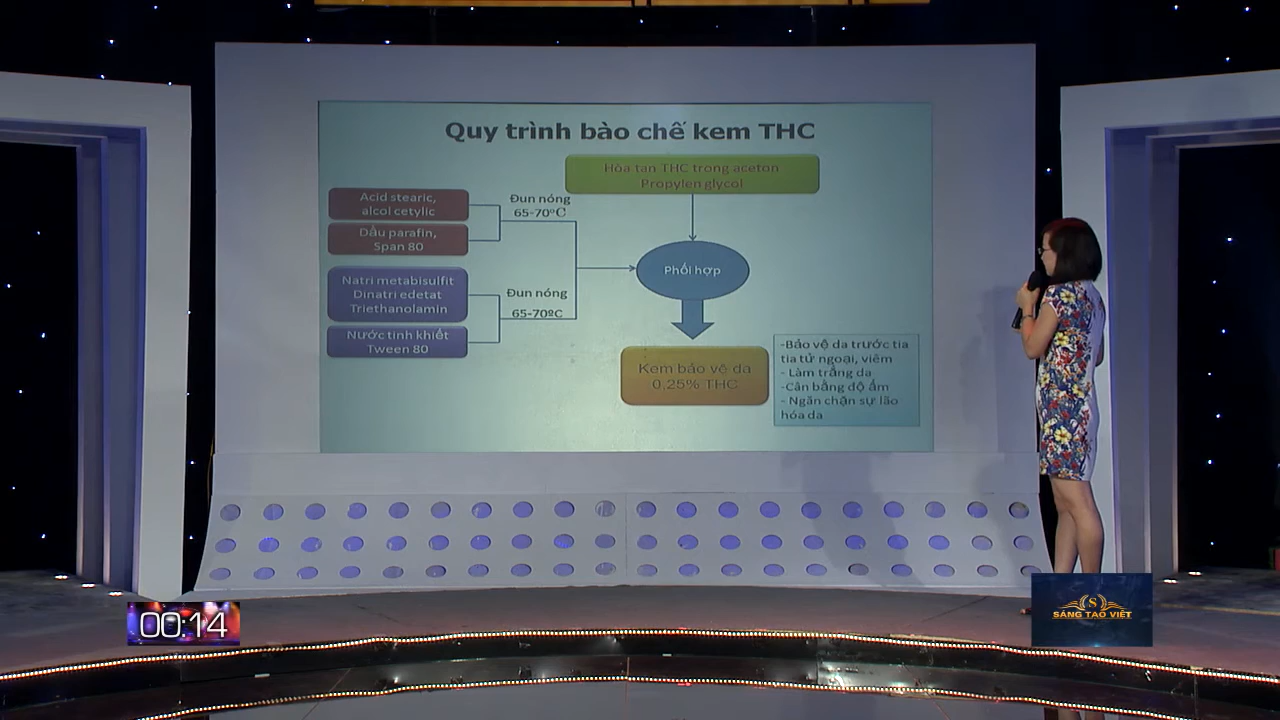 Quy trình bào chế kem THC
Hòa tan THC trong aceton
Propylen glycol
Acid stearic,
alcol cetylic
Dầu parafin,
Span 80
Đun nóng
65-70°C
Natri metabisulfit
Dinatri edetat
Triethanolamin
Nước tinh khiết
Tween 80
Đun nóng
65-70ºC
Phối hợp
Kem bảo vệ da
0,25% THC
-Bảo vệ da trước tia
tia tử ngoại, viêm
- Làm trắng da
-Cân bằng độ ẩm
- Ngăn chặn sự lão
hóa da
00:14
S
SÁNG TẠO VIỆT